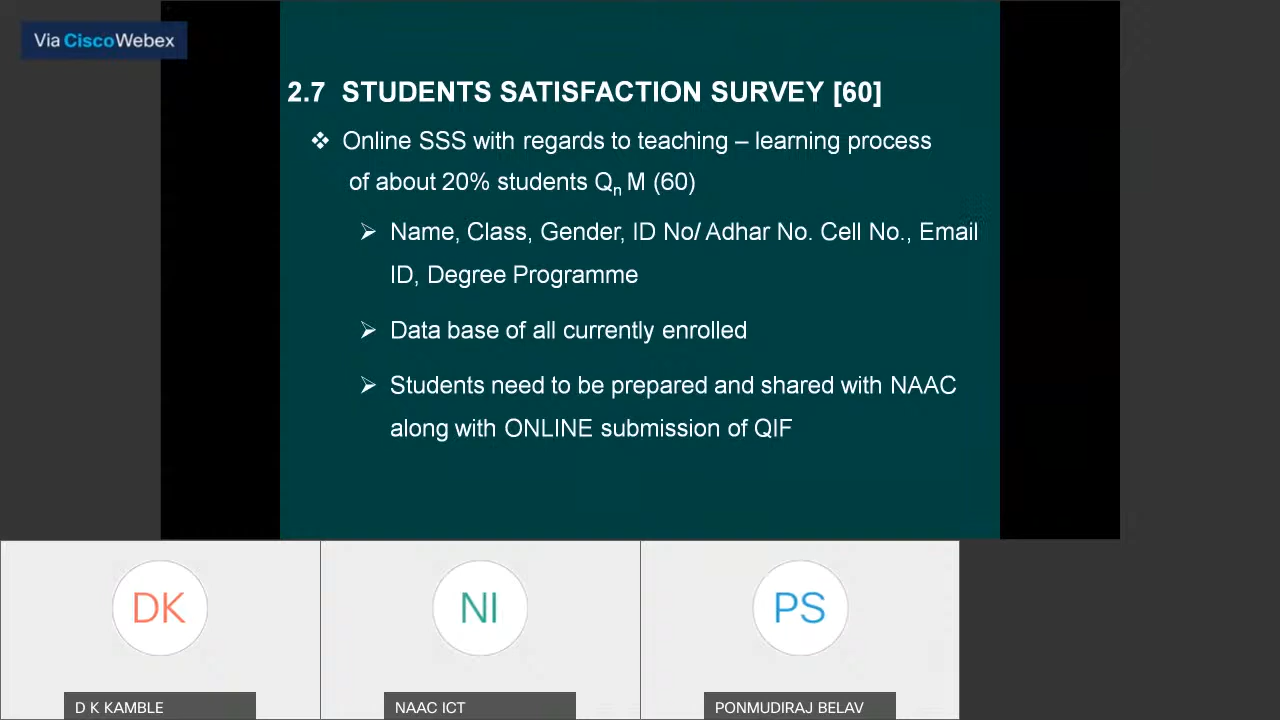 Via CiscoWebex
2.7 STUDENTS SATISFACTION SURVEY [60]
❖ Online SSS with regards to teaching – learning process
of about 20% students Qn M (60)
➢ Name, Class, Gender, ID No/ Adhar No. Cell No., Email
ID, Degree Programme
➢ Data base of all currently enrolled
➢ Students need to be prepared and shared with NAAC
along with ONLINE submission of QIF
DK
NI
PS
D K KAMBLE
NAAC ICT
PONMUDIRAJ BELAV